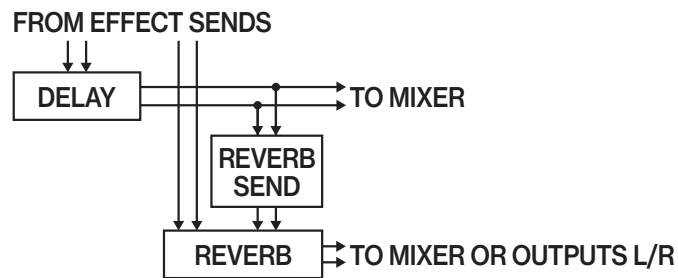 FROM EFFECT SENDS
DELAY
TO MIXER
REVERB
SEND
REVERB
TO MIXER OR OUTPUTS L/R